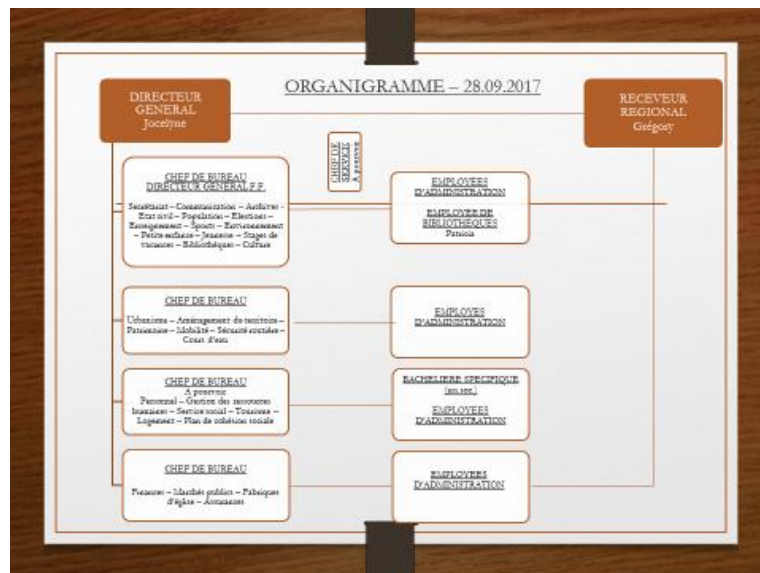 ORGANIGRAMME – 28.09.2017
DIRECTEUR
GENERAL
Jocelyne
RECEVEUR
REGIONAL
Grégory
CHEF DE
SERVICE
A pourvoir
CHEF DE BUREAU
DIRECTEUR GENERAL F.F.
Secrétariat – Communication – Archives -
Etat civil – Population – Elections –
Enseignement – Sports – Environnement
– Petite enfance – Jeunesse – Stages de
vacances – Bibliothèques – Culture
EMPLOYEES
D'ADMINISTRATION
EMPLOYEE DE
BIBLIOTHEQUES
Patricia
CHEF DE BUREAU
Urbanisme – Aménagement du territoire –
Patrimoine – Mobilité – Sécurité routière –
Court d'eau
EMPLOYES
D'ADMINISTRATION
CHEF DE BUREAU
A pourvoir
Personnel – Gestion des ressources
humaines – Service social – Tourisme –
Logement – Plan de cohésion sociale
BACHELIERE SPECIFIQUE
EMPLOYEES
D'ADMINISTRATION
CHEF DE BUREAU
Finances – Marchés publics – Fabriques
d'église – Assurances
EMPLOYEES
D'ADMINISTRATION